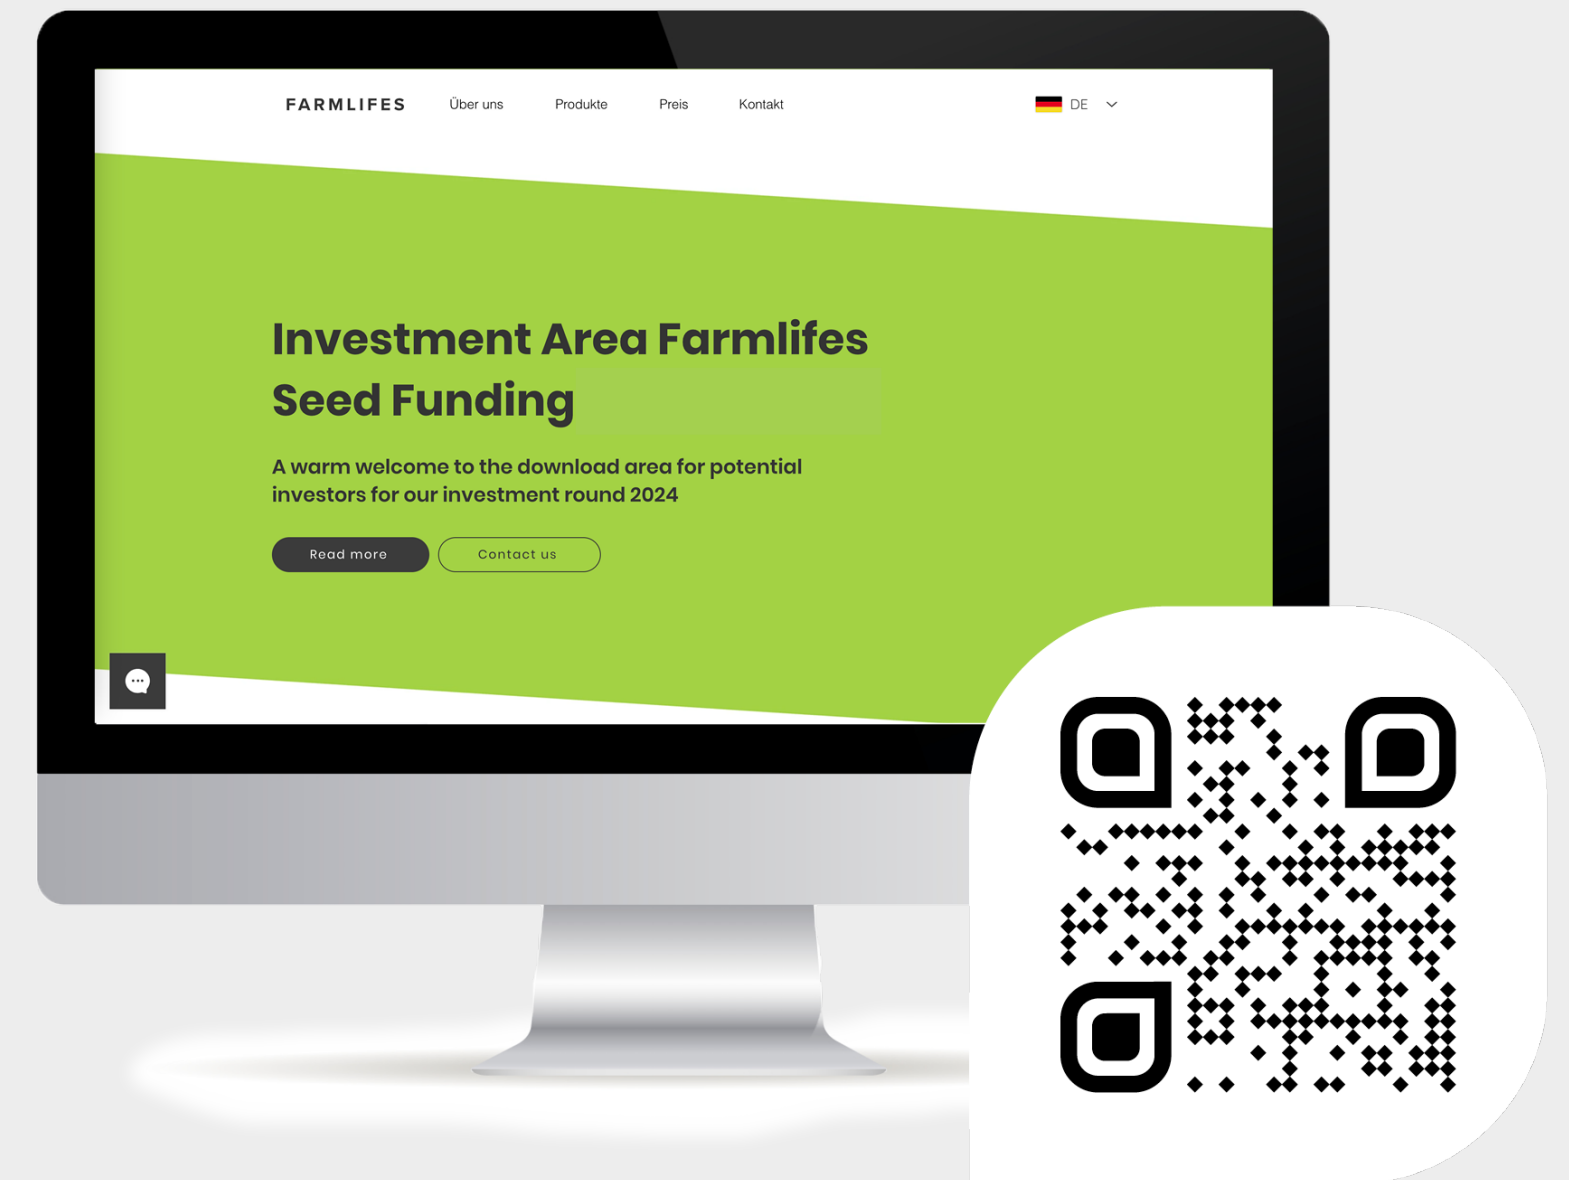 FARMLIFES Über uns Produkte Preis Kontakt DE
Investment Area Farmlifes
Seed Funding
A warm welcome to the download area for potential
investors for our investment round 2024
Read more Contact us